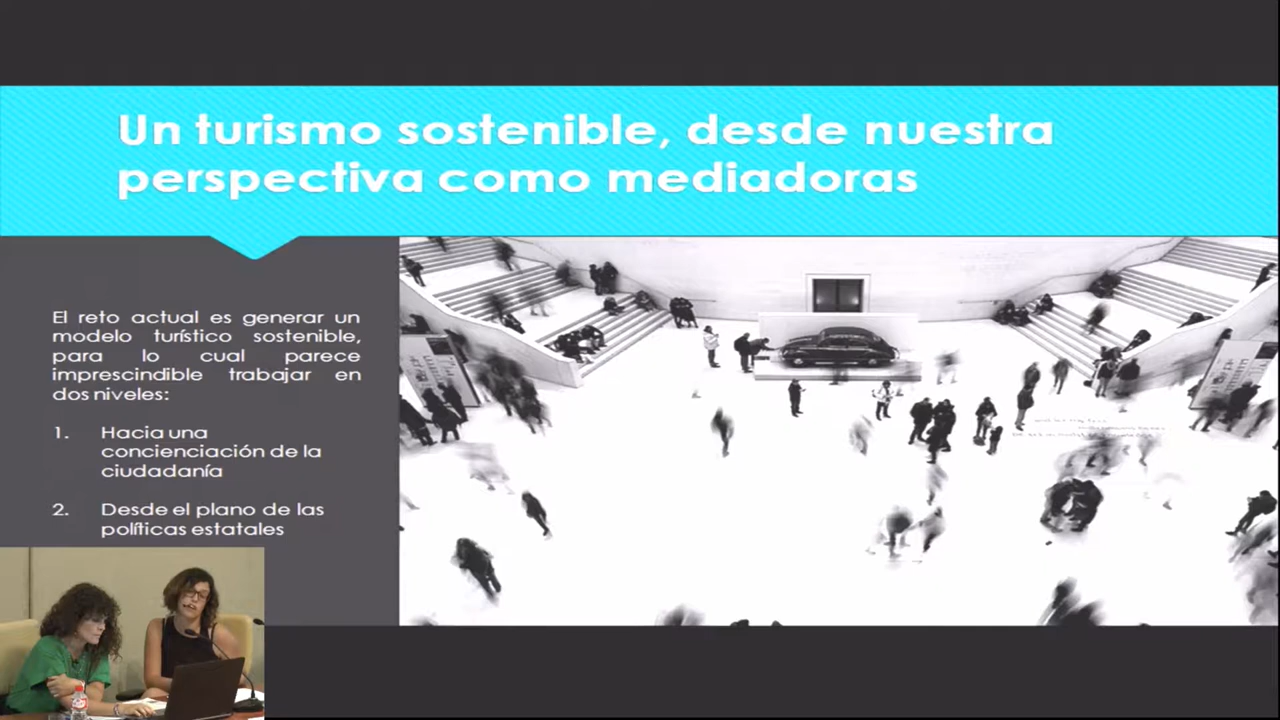 Un turismo sostenible, desde nuestra
perspectiva como mediadoras
El reto actual es generar un
modelo turístico sostenible,
para lo cual parece
imprescindible trabajar en
dos niveles:
1. Hacia una
concienciación de la
ciudadanía
2. Desde el plano de las
políticas estatales